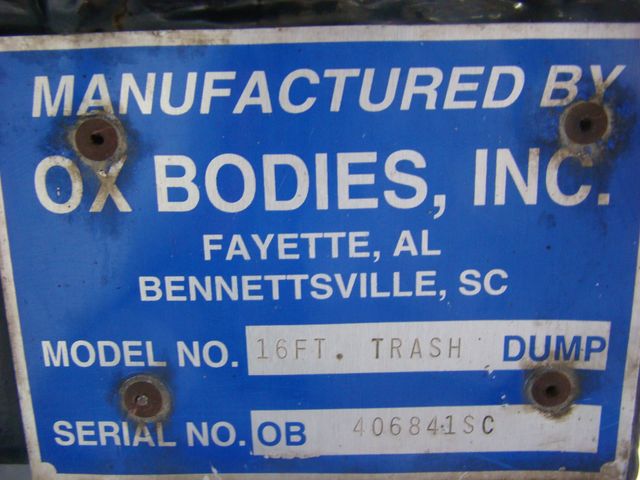 MANUFACTURED BY
OX BODIES, INC.
FAYETTE, AL
BENNETTSVILLE, SC
MODEL NO. 16FT. TRASH DUMP
SERIAL NO. OB 406841SC